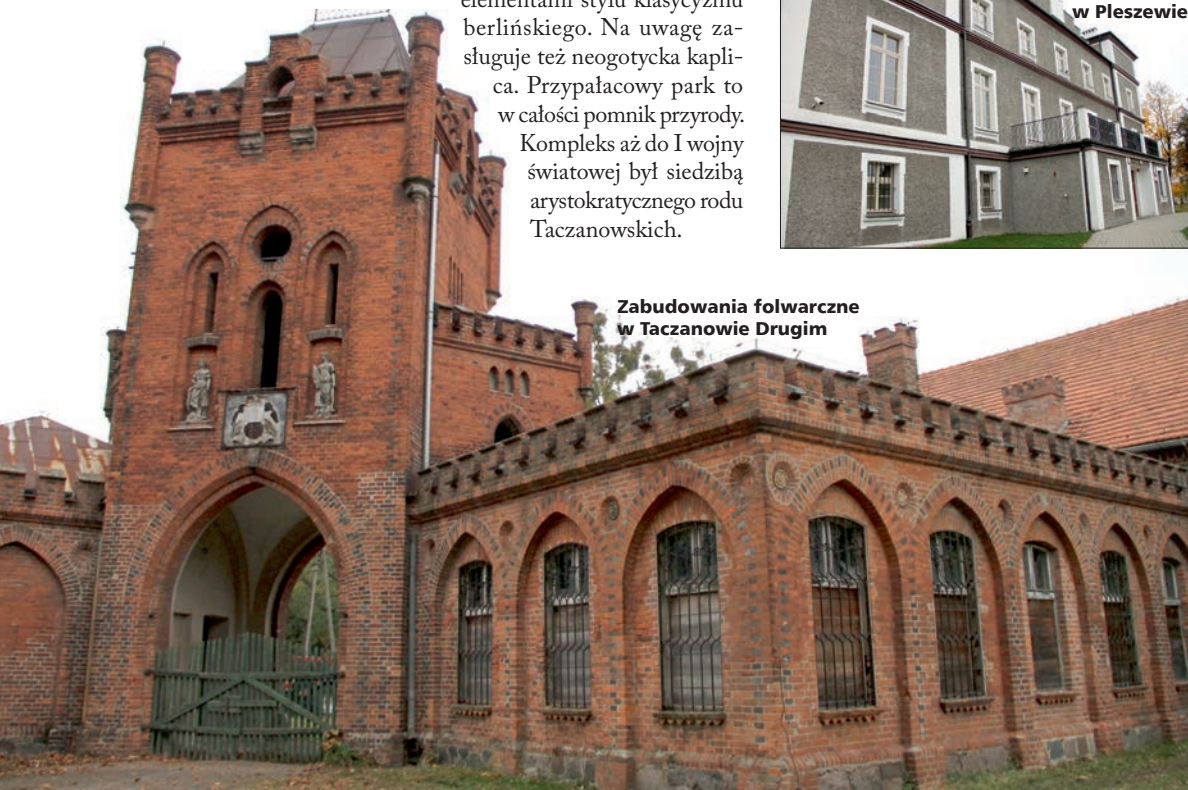 elementami stylu klasycyzmu
berlińskiego. Na uwagę za-
sługuje też neogotycka kapli-
ca. Przypałacowy park to
w całości pomnik przyrody.
Kompleks aż do I wojny
światowej był siedzibą
arystokratycznego rodu
Taczanowskich.
w Pleszewie
Zabudowania folwarczne
w Taczanowie Drugim